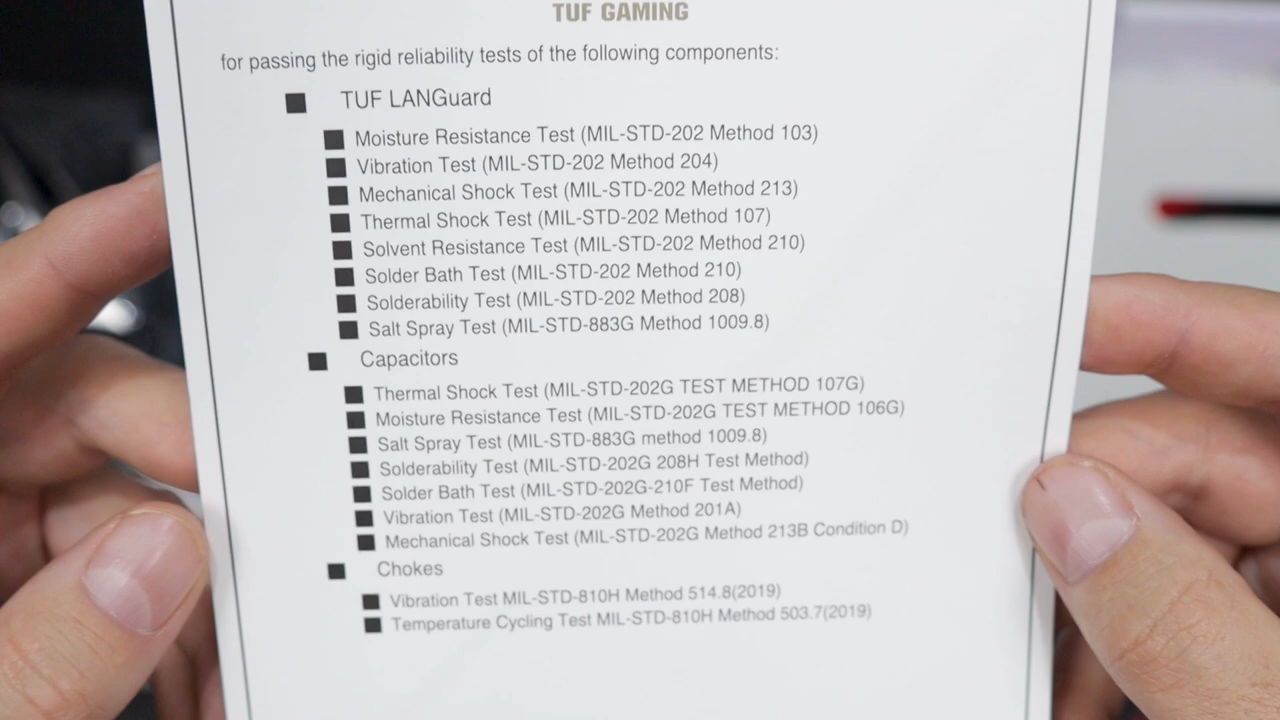 TUF GAMING
for passing the rigid reliability tests of the following components:
TUF LANGuard
Moisture Resistance Test (MIL-STD-202 Method 103)
Vibration Test (MIL-STD-202 Method 204)
Mechanical Shock Test (MIL-STD-202 Method 213)
Thermal Shock Test (MIL-STD-202 Method 107)
Solvent Resistance Test (MIL-STD-202 Method 210)
Solder Bath Test (MIL-STD-202 Method 210)
Solderability Test (MIL-STD-202 Method 208)
Salt Spray Test (MIL-STD-883G Method 1009.8)
Capacitors
Thermal Shock Test (MIL-STD-202G TEST METHOD 107G)
Moisture Resistance Test (MIL-STD-202G TEST METHOD 106G)
Salt Spray Test (MIL-STD-883G method 1009.8)
Solderability Test (MIL-STD-202G 208H Test Method)
Solder Bath Test (MIL-STD-202G-210F Test Method)
Vibration Test (MIL-STD-202G Method 201A)
Mechanical Shock Test (MIL-STD-202G Method 213B Condition D)
Chokes
Vibration Test MIL-STD-810H Method 514.8(2019)
Temperature Cycling Test MIL-STD-810H Method 503.7(2019)